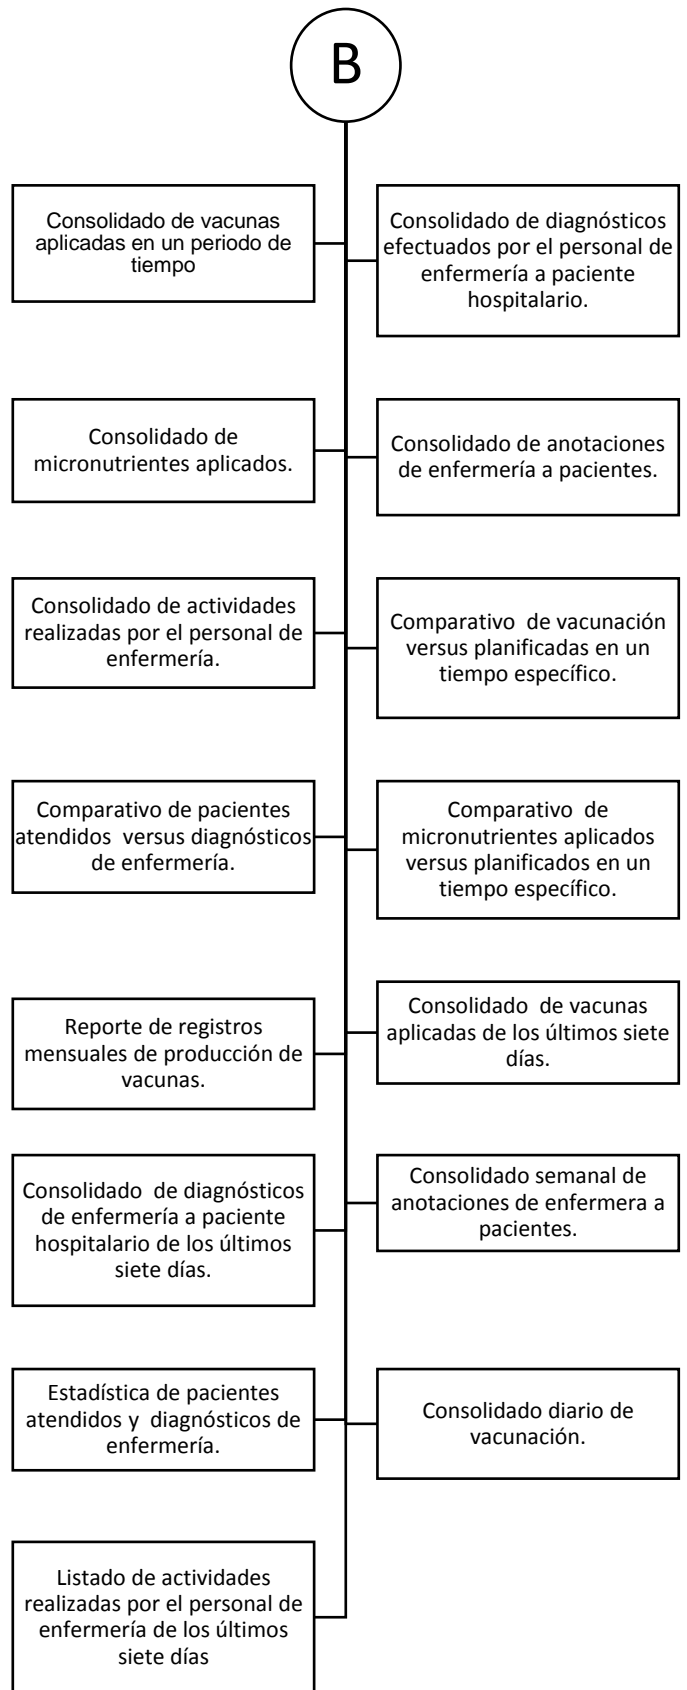 B
Consolidado de vacunas
aplicadas en un periodo de
tiempo
Consolidado de diagnósticos
efectuados por el personal de
enfermería a paciente
hospitalario.
Consolidado de
micronutrientes aplicados.
Consolidado de anotaciones
de enfermería a pacientes.
Consolidado de actividades
realizadas por el personal de
enfermería.
Comparativo  de vacunación
versus planificadas en un
tiempo específico.
Comparativo de pacientes
atendidos  versus diagnósticos
de enfermería.
Comparativo  de
micronutrientes aplicados
versus planificados en un
tiempo específico.
Reporte de registros
mensuales de producción de
vacunas.
Consolidado  de vacunas
aplicadas de los últimos siete
días.
Consolidado  de diagnósticos
de enfermería a paciente
hospitalario de los últimos
siete días.
Consolidado semanal de
anotaciones de enfermera a
pacientes.
Estadística de pacientes
atendidos y  diagnósticos de
enfermería.
Consolidado diario de
vacunación.
Listado de actividades
realizadas por el personal de
enfermería de los últimos
siete días